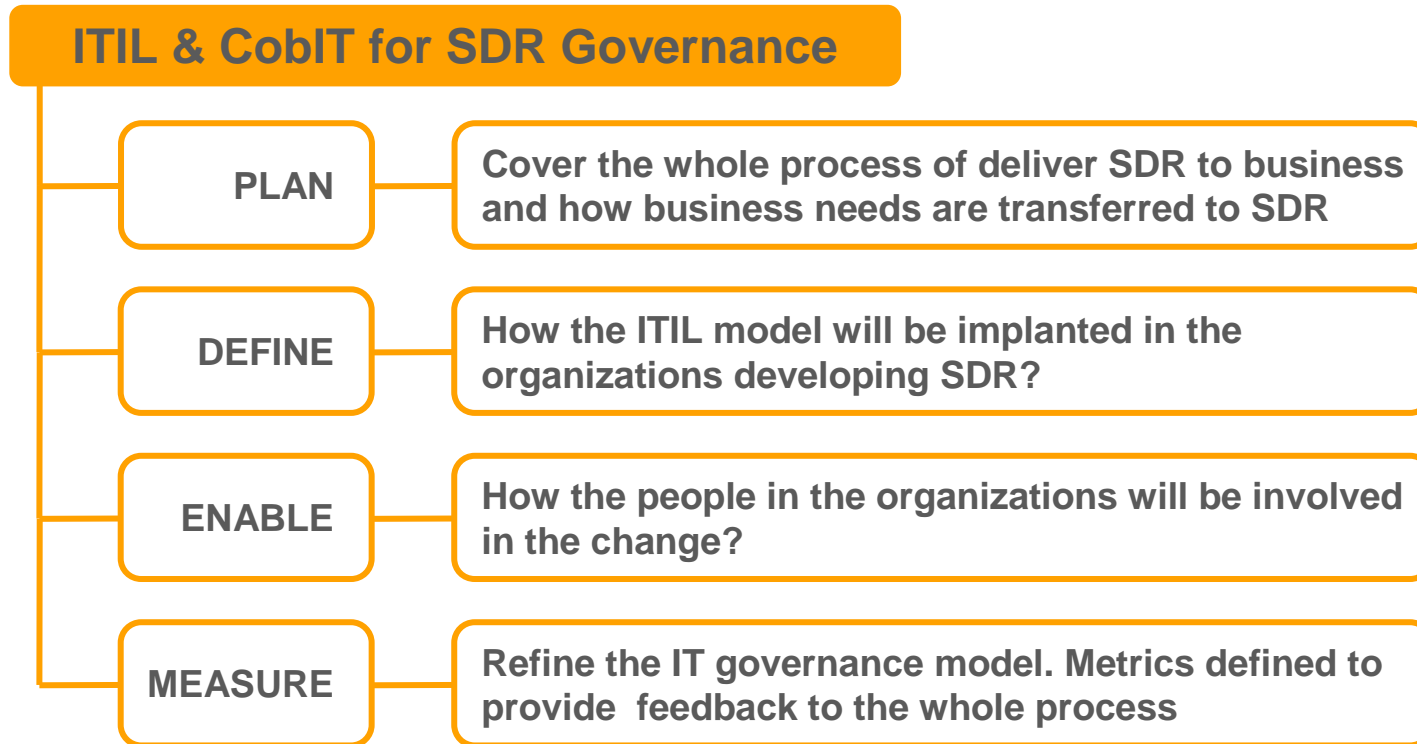 ITIL & CobIT for SDR Governance
PLAN
Cover the whole process of deliver SDR to business
and how business needs are transferred to SDR
DEFINE
How the ITIL model will be implanted in the
organizations developing SDR?
ENABLE
How the people in the organizations will be involved
in the change?
MEASURE
Refine the IT governance model. Metrics defined to
provide  feedback to the whole process